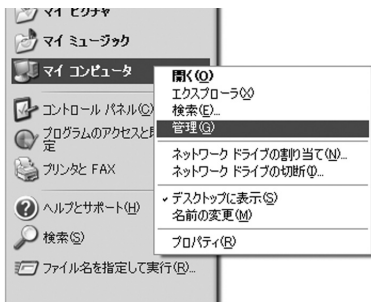 マイ ピクチャ
マイ ミュージック
マイ コンピュータ
コントロール パネル(C)
プログラムのアクセスと
定
プリンタと FAX
ヘルプとサポート(H)
検索(S)
ファイル名を指定して実行(R)...
開く(O)
エクスプローラ(X)
検索(E)...
管理(G)
ネットワーク ドライブの割り当て(N)...
ネットワーク ドライブの切断(I)...
デスクトップに表示(S)
名前の変更(M)
プロパティ(R)